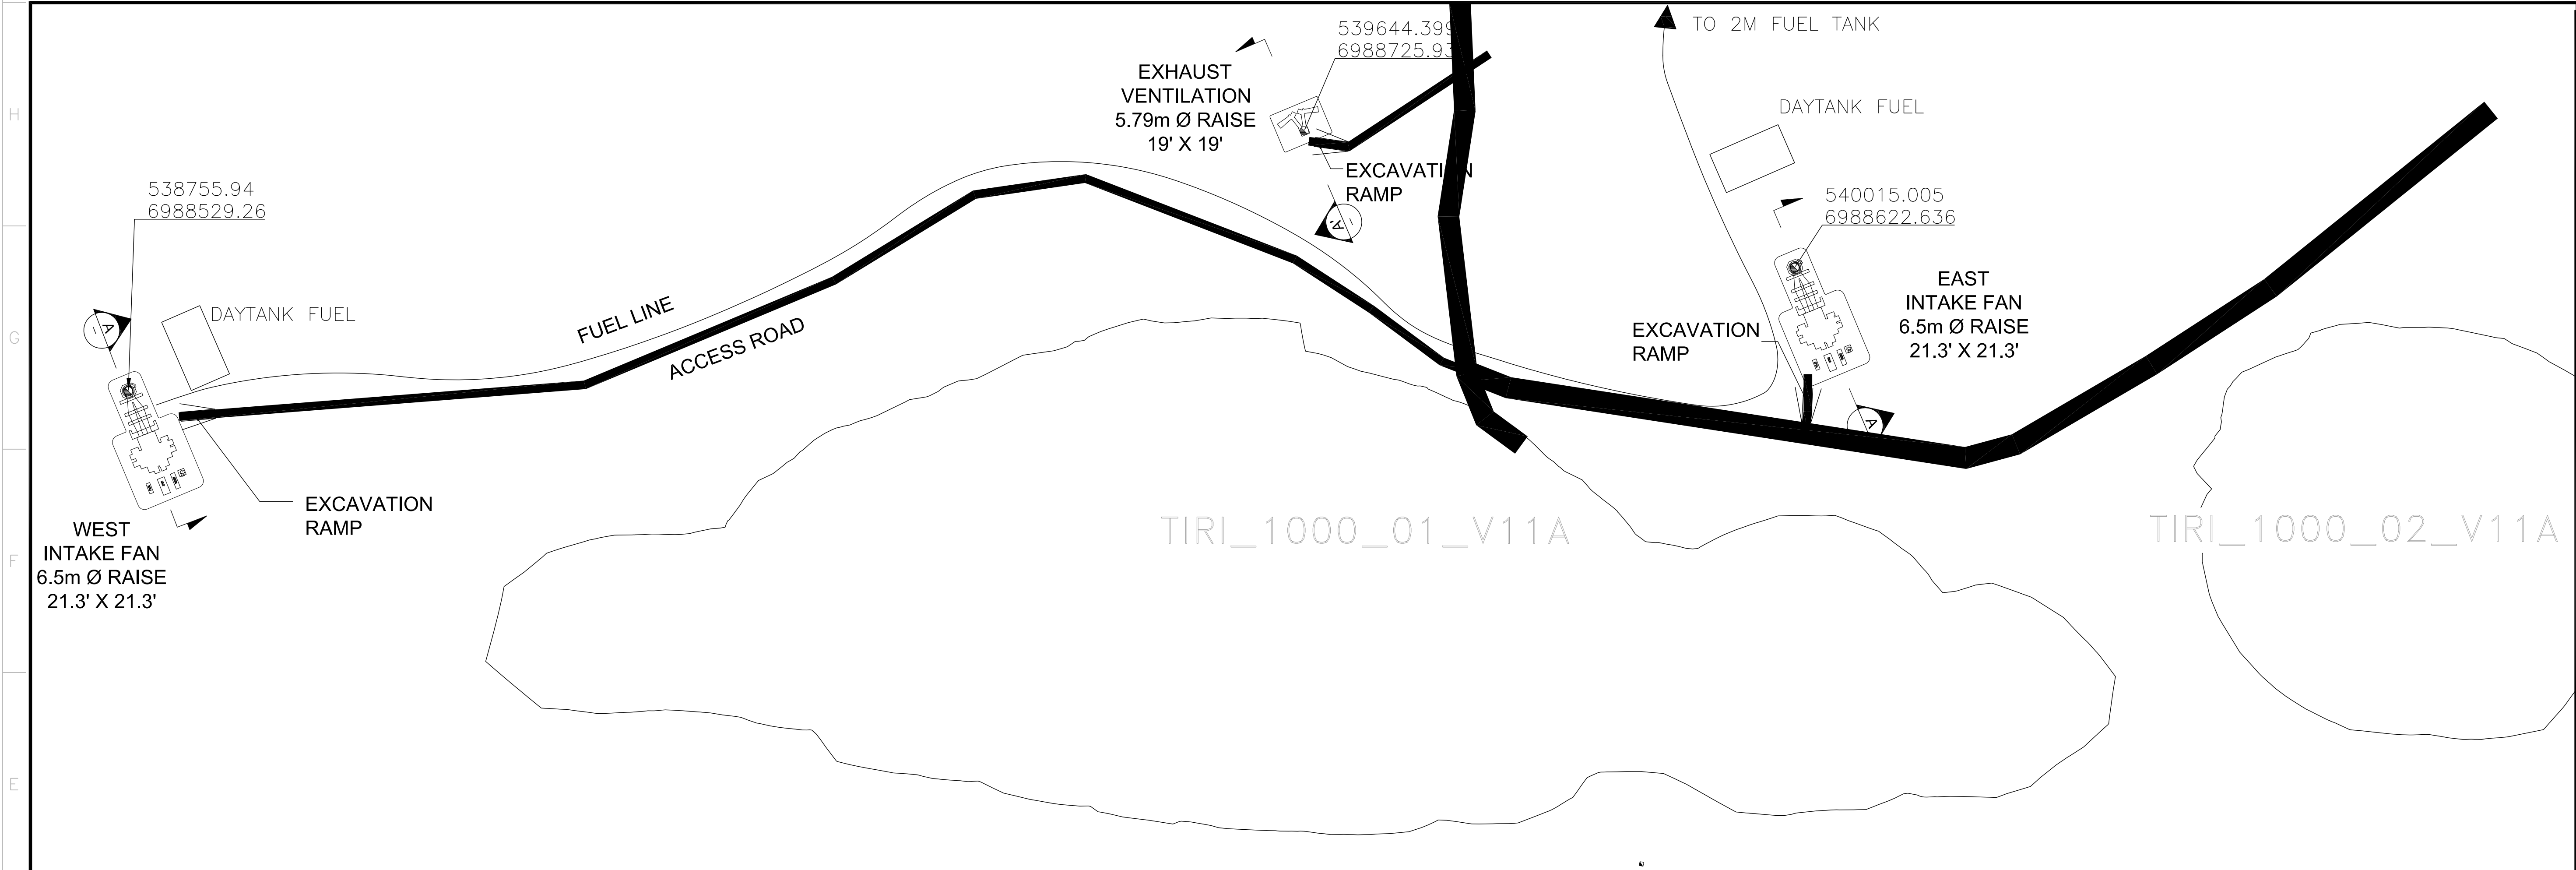 H
G
F
E
538755.94
6988529.26
DAYTANK FUEL
A
-
EXCAVATION
RAMP
WEST
INTAKE FAN
6.5m Ø RAISE
21.3' X 21.3'
FUEL LINE
ACCESS ROAD
EXHAUST
VENTILATION
5.79m Ø RAISE
19' X 19'
539644.399
6988725.93
EXCAVATION
RAMP
A'
-
TO 2M FUEL TANK
DAYTANK FUEL
540015.005
6988622.636
EAST
INTAKE FAN
6.5m Ø RAISE
21.3' X 21.3'
EXCAVATION
RAMP
A
TIRI_1000_01_V11A
TIRI_1000_02_V11A